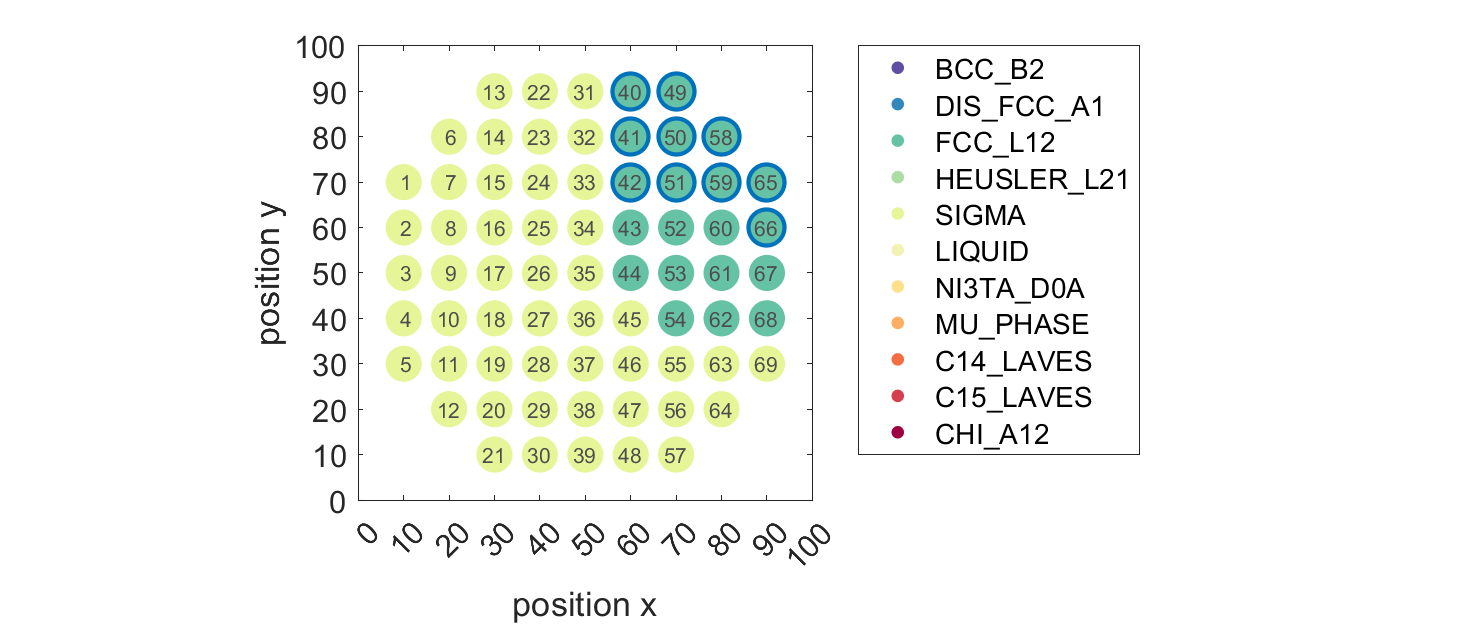 100
90 13 22 31 40 49
80 6 14 23 32 41 50 58
70 1 7 15 24 33 42 51 59 65
60 2 8 16 25 34 43 52 60 66
50 3 9 17 26 35 44 53 61 67
40 4 10 18 27 36 45 54 62 68
30 5 11 19 28 37 46 55 63 69
20 12 20 29 38 47 56 64
10 21 30 39 48 57
0
0 10 20 30 40 50 60 70 80 90 100
position x
position y
BCC_B2
DIS_FCC_A1
FCC_L12
HEUSLER_L21
SIGMA
LIQUID
NI3TA_D0A
MU_PHASE
C14_LAVES
C15_LAVES
CHI_A12